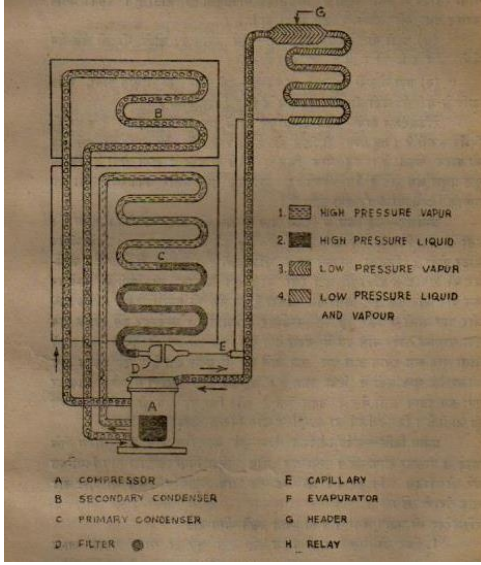 G
B
C
1. HIGH PRESSURE VAPUR
2. HIGH PRESSURE LIQUID
3. LOW PRESSURE VAPUR
4. LOW PRESSURE LIQUID
AND VAPOUR
E
D
A
A COMPRESSOR
B SECONDARY CONDENSER
C PRIMARY CONDENSER
D FILTER
E CAPILLARY
F EVAPURATOR
G HEADER
H RELAY